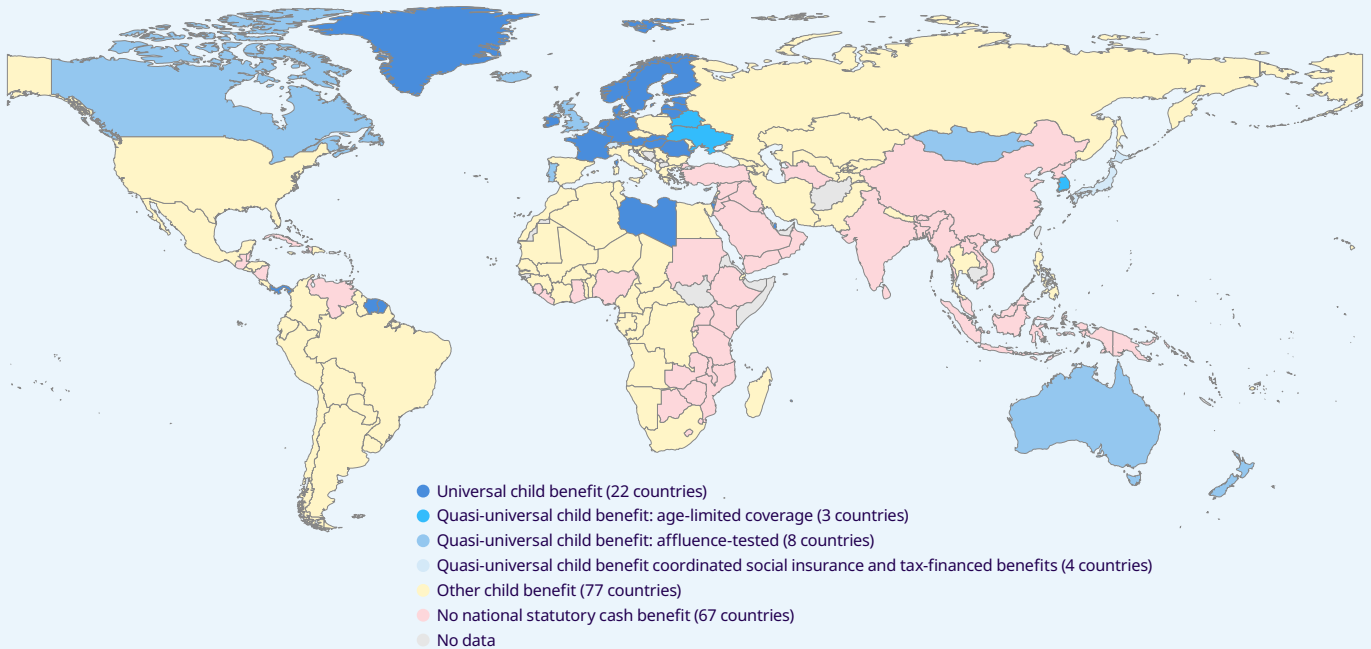 Universal child benefit (22 countries)
Quasi-universal child benefit: age-limited coverage (3 countries)
Quasi-universal child benefit: affluence-tested (8 countries)
Quasi-universal child benefit coordinated social insurance and tax-financed benefits (4 countries)
Other child benefit (77 countries)
No national statutory cash benefit (67 countries)
No data